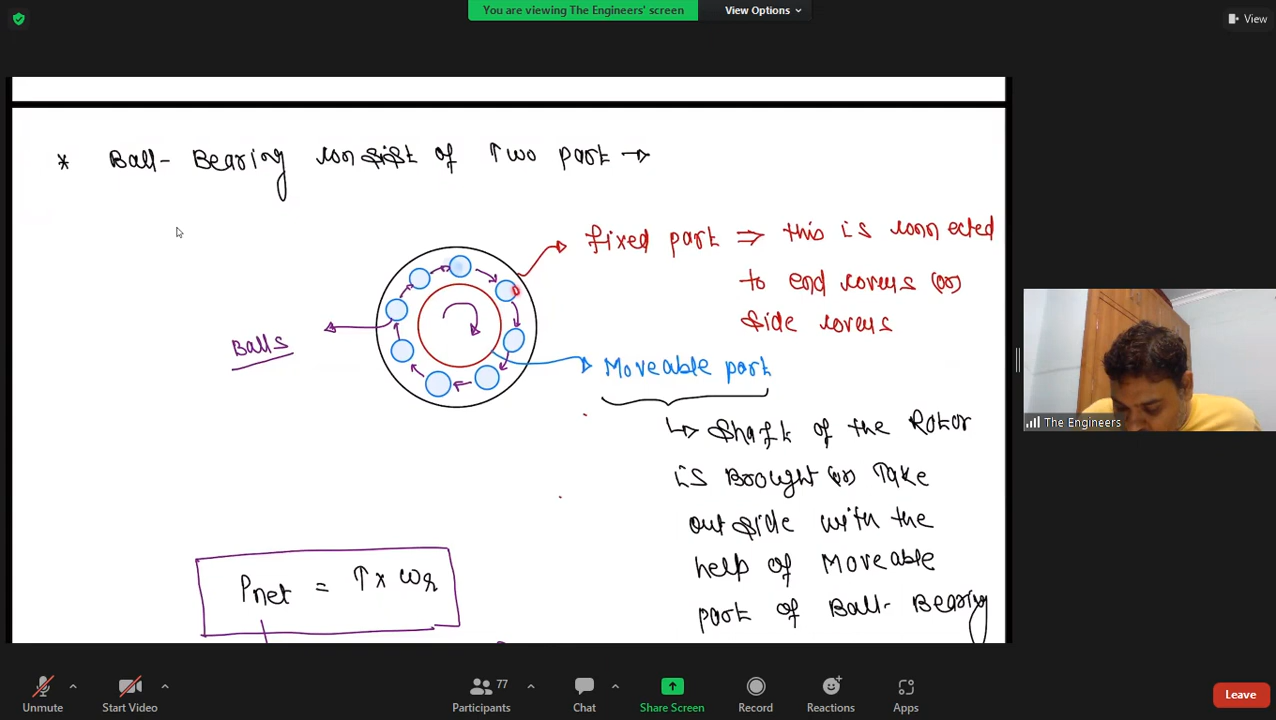 You are viewing The Engineers' screen
View Options
View
* Ball-Bearing consist of Two part →
fixed part ⇒ this is connected
to end covers (or)
side covers
Balls
Moveable part
↳ Shaft of the Rotor
is Brought (or) Take
out side with the
help of Moveable
part of Ball-Bearing
Pnet = T × ωr
The Engineers
Unmute
Start Video
77
Participants
Chat
Share Screen
Record
Reactions
Apps
Leave